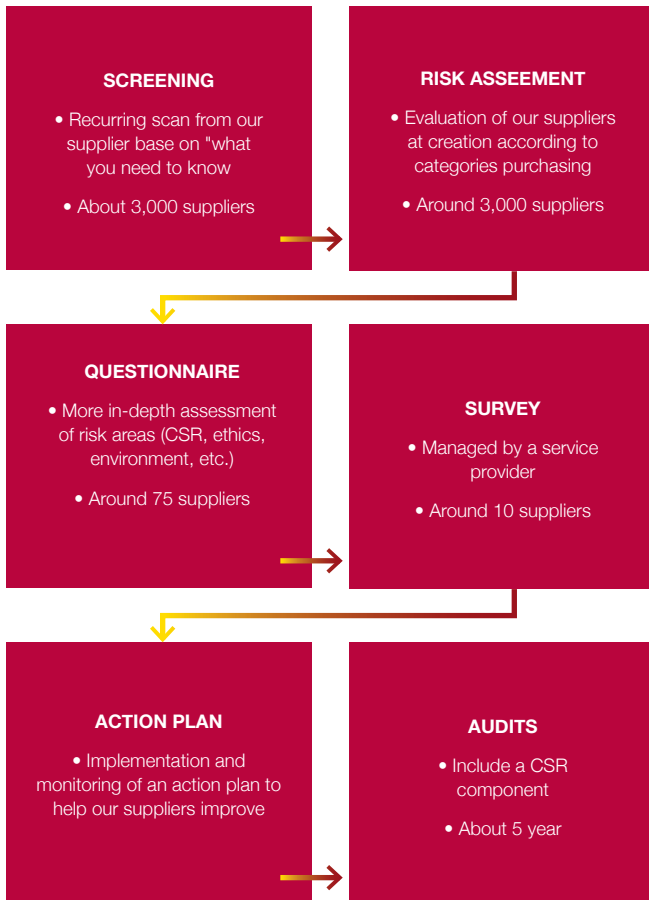 SCREENING
• Recurring scan from our
supplier base on "what
you need to know
• About 3,000 suppliers
RISK ASSEEMENT
• Evaluation of our suppliers
at creation according to
categories purchasing
• Around 3,000 suppliers
QUESTIONNAIRE
• More in-depth assessment
of risk areas (CSR, ethics,
environment, etc.)
• Around 75 suppliers
SURVEY
• Managed by a service
provider
• Around 10 suppliers
ACTION PLAN
• Implementation and
monitoring of an action plan to
help our suppliers improve
AUDITS
• Include a CSR
component
• About 5 year